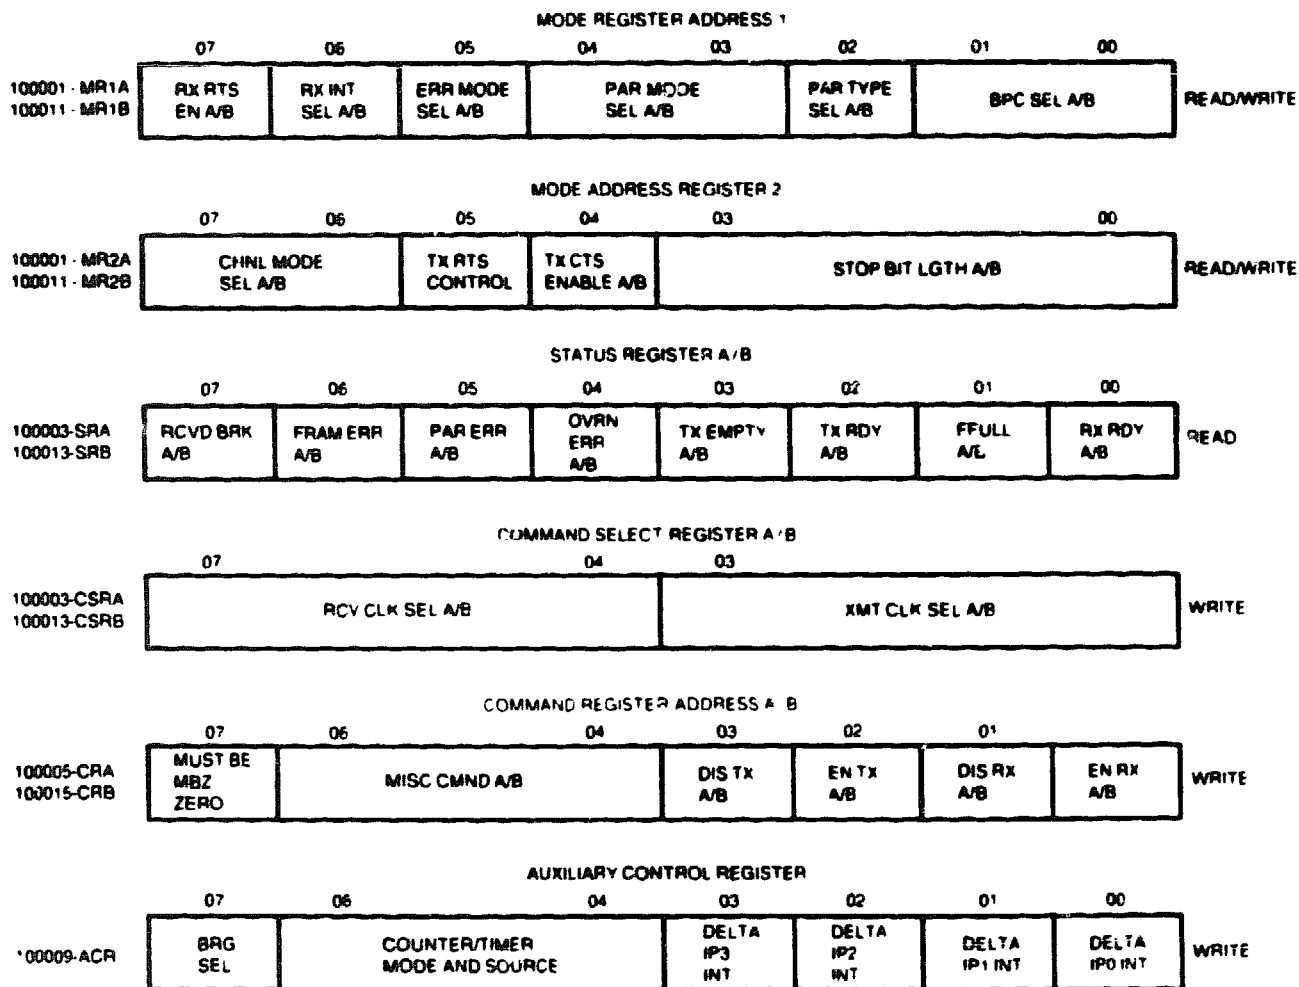 MODE REGISTER ADDRESS 1
07 06 05 04 03 02 01 00
100001 - MR1A
100011 - MR1B
RX RTS
EN A/B
RX INT
SEL A/B
ERR MODE
SEL A/B
PAR MODE
SEL A/B
PAR TYPE
SEL A/B
BPC SEL A/B
READ/WRITE
MODE ADDRESS REGISTER 2
07 06 05 04 03 00
100001 - MR2A
100011 - MR2B
CHNL MODE
SEL A/B
TX RTS
CONTROL
TX CTS
ENABLE A/B
STOP BIT LGTH A/B
READ/WRITE
STATUS REGISTER A/B
07 06 05 04 03 02 01 00
100003-SRA
100013-SRB
RCVD BRK
A/B
FRAM ERR
A/B
PAR ERR
A/B
OVRN
ERR
A/B
TX EMPTY
A/B
TX RDY
A/B
FFULL
A/B
RX RDY
A/B
READ
COMMAND SELECT REGISTER A/B
07 04 03
100003-CSRA
100013-CSRB
RCV CLK SEL A/B
XMT CLK SEL A/B
WRITE
COMMAND REGISTER ADDRESS A B
07 06 04 03 02 01
100005-CRA
100015-CRB
MUST BE
MBZ
ZERO
MISC CMND A/B
DIS TX
A/B
EN TX
A/B
DIS RX
A/B
EN RX
A/B
WRITE
AUXILIARY CONTROL REGISTER
07 06 04 03 02 01 00
100009-ACR
BRG
SEL
COUNTER/TIMER
MODE AND SOURCE
DELTA
IP3
INT
DELTA
IP2
INT
DELTA
IP1 INT
DELTA
IP0 INT
WRITE